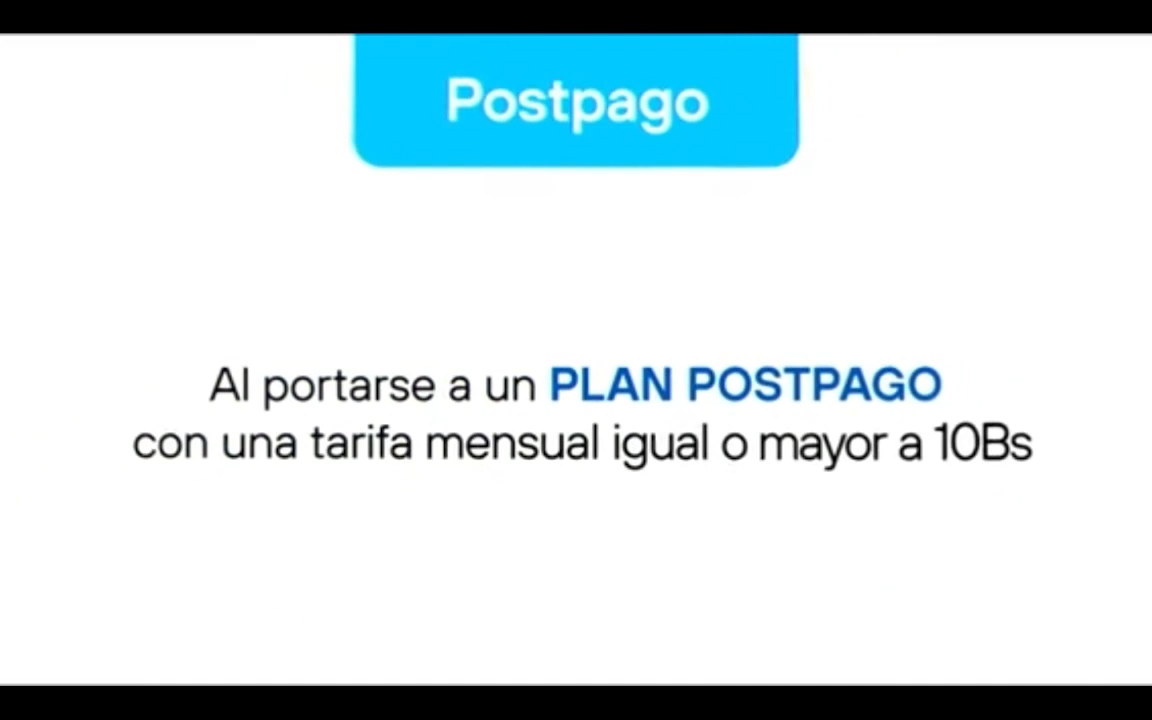 Postpago
Al portarse a un PLAN POSTPAGO
con una tarifa mensual igual o mayor a 10Bs